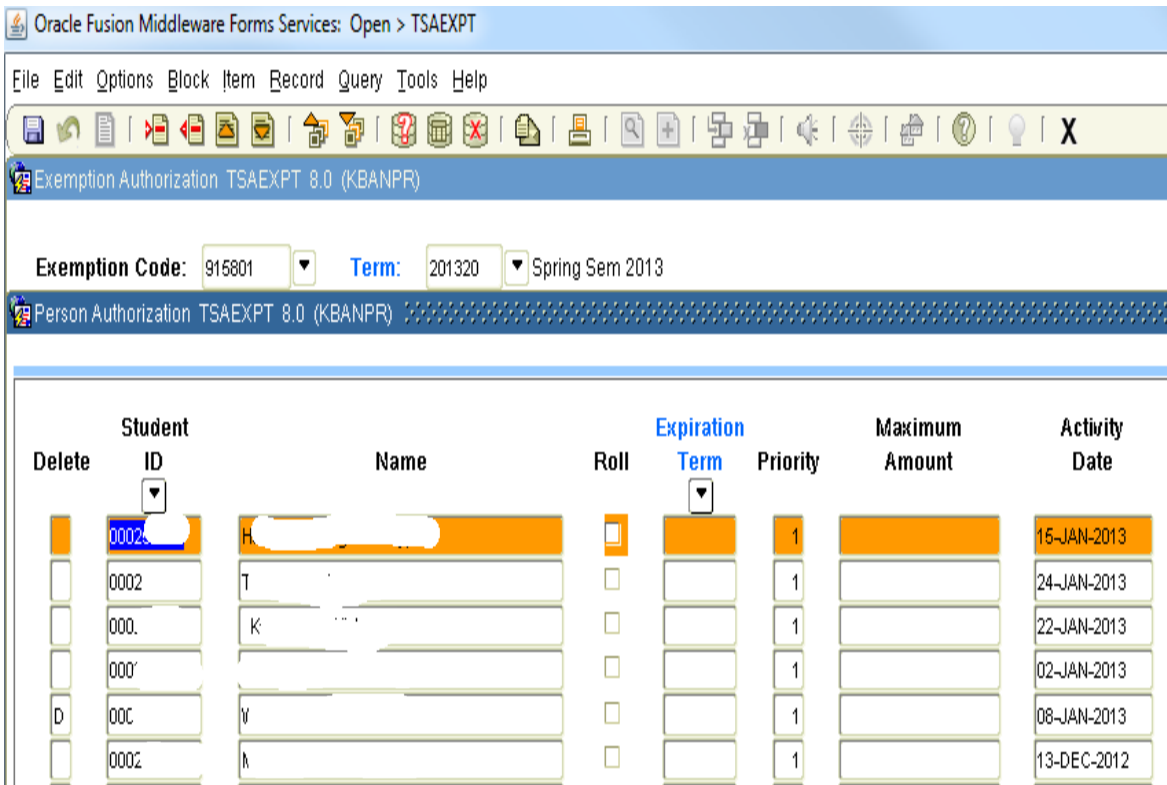 Oracle Fusion Middleware Forms Services: Open > TSAEXPT
File Edit Options Block Item Record Query Tools Help
X
Exemption Authorization TSAEXPT 8.0 (KBANPR)
Exemption Code: 915801 Term: 201320 Spring Sem 2013
Person Authorization TSAEXPT 8.0 (KBANPR)
Student Expiration Maximum Activity
Delete ID Name Roll Term Priority Amount Date
1 15-JAN-2013
0002 T 1 24-JAN-2013
000 K 1 22-JAN-2013
000 1 02-JAN-2013
D 000 1 08-JAN-2013
0002 1 13-DEC-2012